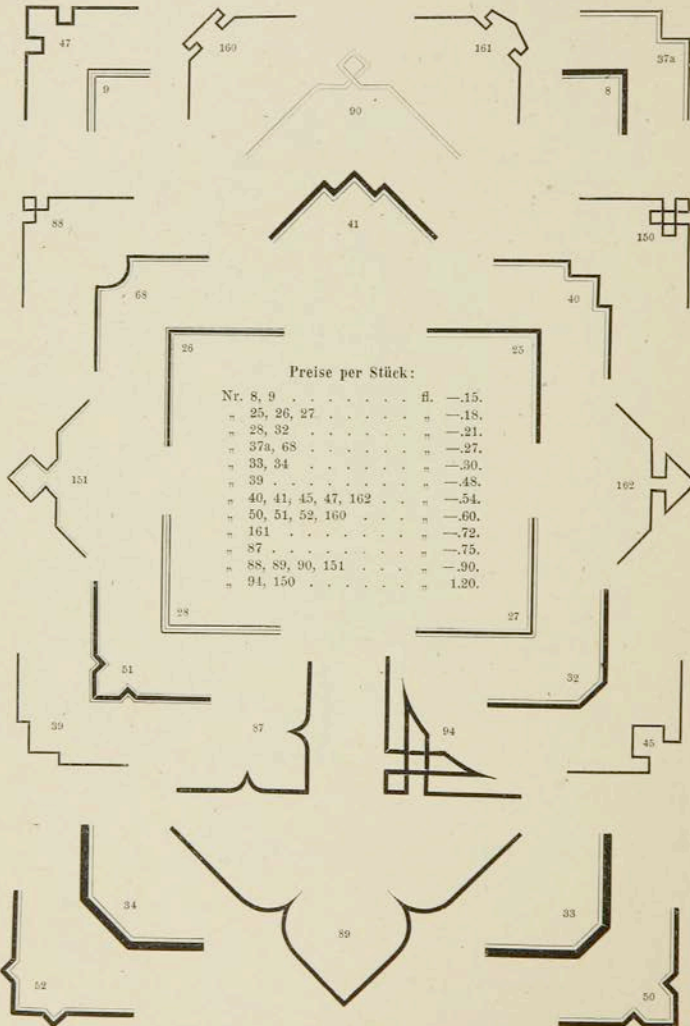 47
160
161
37a
9
8
90
88
41
150
68
40
26
25
Preise per Stück:
Nr. 8, 9 . . . . . . . fl. —.15.
„ 25, 26, 27 . . . . . „ —.18.
„ 28, 32 . . . . . . „ —.21.
„ 37a, 68 . . . . . . „ —.27.
„ 33, 34 . . . . . . „ —.30.
„ 39 . . . . . . . „ —.48.
„ 40, 41, 45, 47, 162 . . „ —.54.
„ 50, 51, 52, 160 . . . „ —.60.
„ 161 . . . . . . . „ —.72.
„ 87 . . . . . . . . „ —.75.
„ 88, 89, 90, 151 . . . „ —.90.
„ 94, 150 . . . . . . „ 1.20.
151
162
28
27
51
32
39
87
94
45
34
89
33
52
50